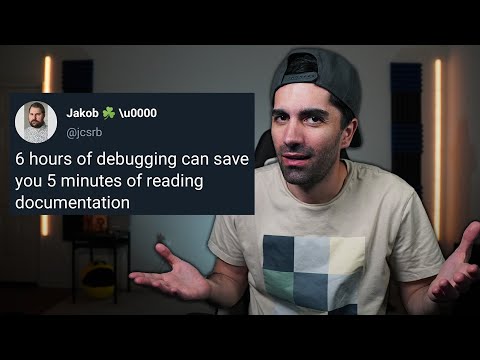 Jakob ☘️ \u0000
@jcsrb
6 hours of debugging can save
you 5 minutes of reading
documentation